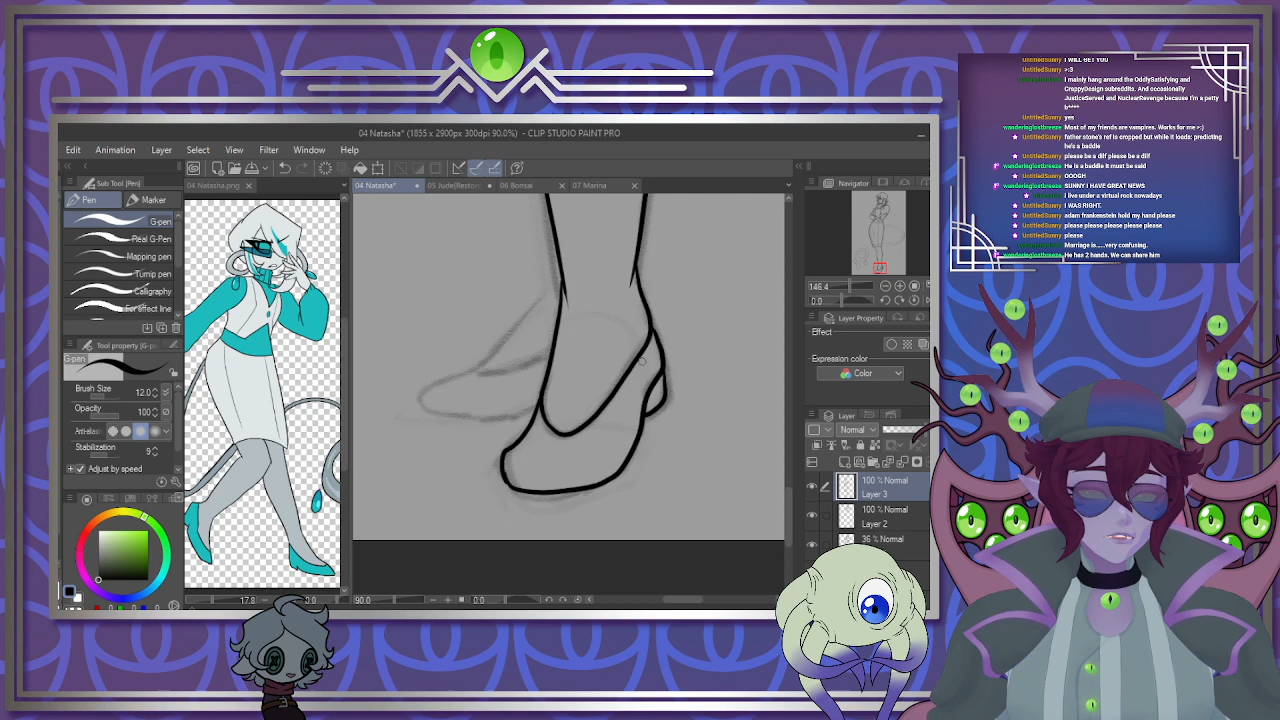 04 Natasha* (1855 x 2900px 300dpi 90.0%) - CLIP STUDIO PAINT PRO
Edit Animation Layer Select View Filter Window Help
Sub Tool [Pen]
Pen Marker
G-pen
Real G-Pen
Mapping pen
Turnip pen
Calligraphy
For effect line
G-pen
Brush Size 12.0
Opacity 100
Stabilization 9
Adjust by speed
04 Natasha.png
04 Natasha*
06 Bonsai
07 Marina
17.8
90.0
0.0
Navigator
146.4
0.0
Layer Property
Effect
Expression color
Color
Layer
Normal
100 % Normal
Layer 3
100 % Normal
Layer 2
36 % Normal
UntitledSunny I WILL GET YOU
UntitledSunny >:3
I mainly hang around the OddlySatisfying and
CrappyDesign subreddits. And occasionally
JusticeServed and NuclearRevenge because I'm a petty
b****
UntitledSunny yes
wanderinglostbreeze Most of my friends are vampires. Works for me >:)
UntitledSunny father stone's ref is cropped but while it loads: predicting
he's a baddle
UntitledSunny please be a dilf please be a dilf
wanderinglostbreeze He is a baddle it must be said
UntitledSunny OOOGH
wanderinglostbreeze SUNNY I HAVE GREAT NEWS
i live under a virtual rock nowadays
UntitledSunny I WAS RIGHT.
UntitledSunny adam frankenstein hold my hand please
UntitledSunny please please please please please
UntitledSunny please
Marriage is.....very confusing.
wanderinglostbreeze He has 2 hands. We can share him